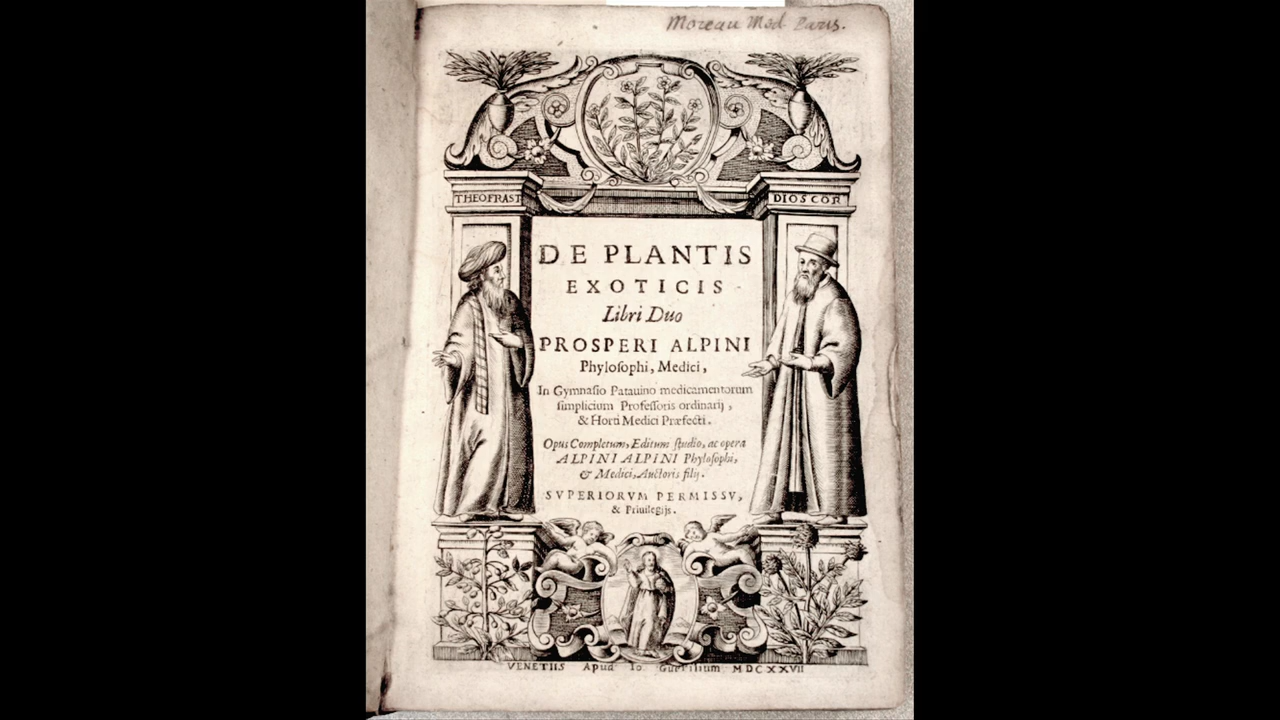 Moreau Med. Paris.
THEOFRAST
DIOSCOR
DE PLANTIS
EXOTICIS
Libri Duo
PROSPERI ALPINI
Phyloſophi, Medici,
In Gymnaſio Patauino medicamentorum
ſimplicium Profeſſoris ordinarij,
& Horti Medici Præfecti.
Opus Completum, Editum ſtudio, ac opera
ALPINI ALPINI Phyloſophi,
& Medici, Auctoris filij.
SVPERIORVM PERMISSV,
& Priuilegijs.
VENETIIS Apud Io. Guerilium MDCXXVII